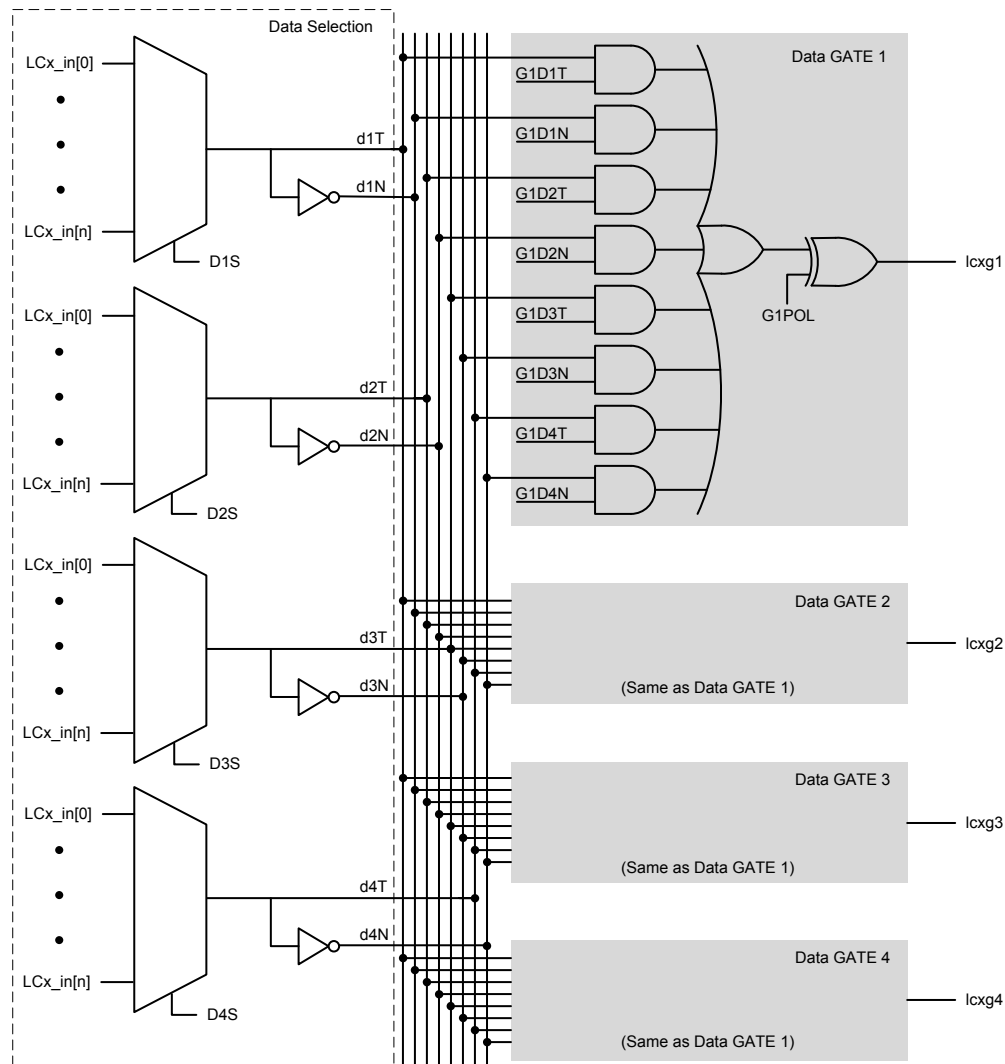 Data Selection
LCx_in[0]
LCx_in[n]
D1S
d1T
d1N
LCx_in[0]
LCx_in[n]
D2S
d2T
d2N
LCx_in[0]
LCx_in[n]
D3S
d3T
d3N
LCx_in[0]
LCx_in[n]
D4S
d4T
d4N
Data GATE 1
G1D1T
G1D1N
G1D2T
G1D2N
G1D3T
G1D3N
G1D4T
G1D4N
G1POL
lcxg1
Data GATE 2
(Same as Data GATE 1)
lcxg2
Data GATE 3
(Same as Data GATE 1)
lcxg3
Data GATE 4
(Same as Data GATE 1)
lcxg4